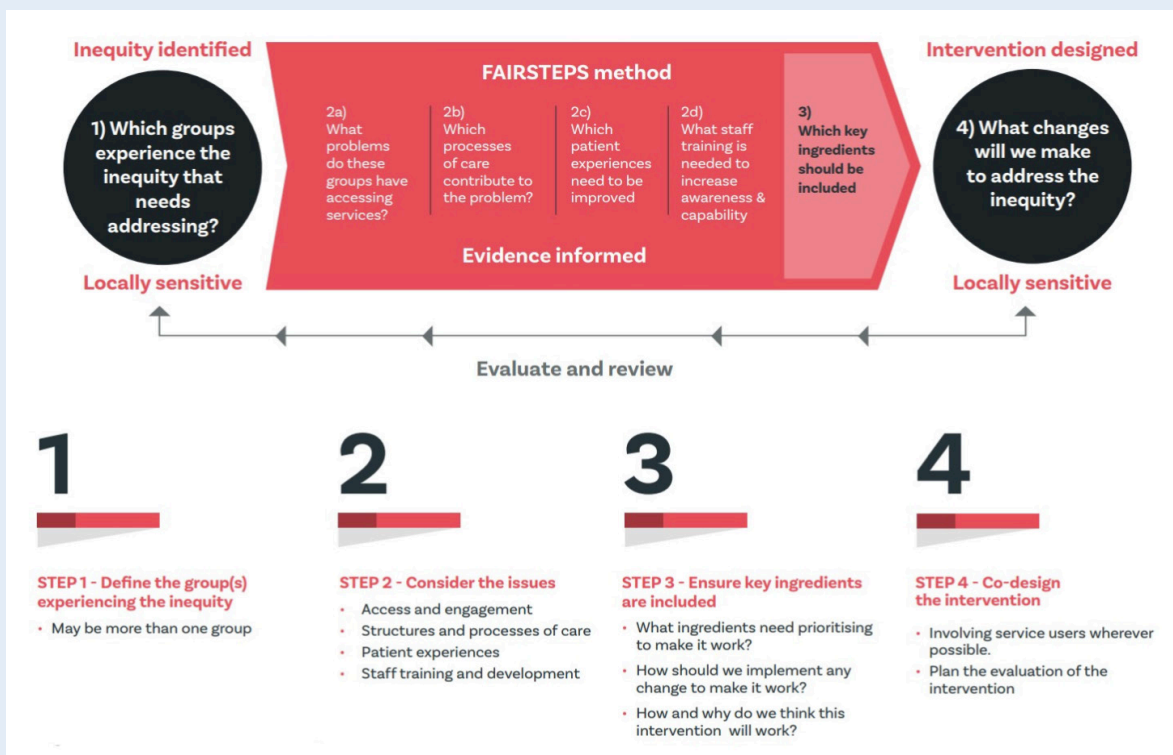 Inequity identified
1) Which groups
experience the
inequity that
needs
addressing?
Locally sensitive
FAIRSTEPS method
2a)
What
problems
do these
groups have
accessing
services?
2b)
Which
processes
of care
contribute to
the problem?
2c)
Which
patient
experiences
need to be
improved
2d)
What staff
training is
needed to
increase
awareness &
capability
3)
Which key
ingredients
should be
included
Evidence informed
Intervention designed
4) What changes
will we make
to address the
inequity?
Locally sensitive
Evaluate and review
1
STEP 1 - Define the group(s)
experiencing the inequity
• May be more than one group
2
STEP 2 - Consider the issues
• Access and engagement
• Structures and processes of care
• Patient experiences
• Staff training and development
3
STEP 3 - Ensure key ingredients
are included
• What ingredients need prioritising
to make it work?
• How should we implement any
change to make it work?
• How and why do we think this
intervention will work?
4
STEP 4 - Co-design
the intervention
• Involving service users wherever
possible.
• Plan the evaluation of the
intervention